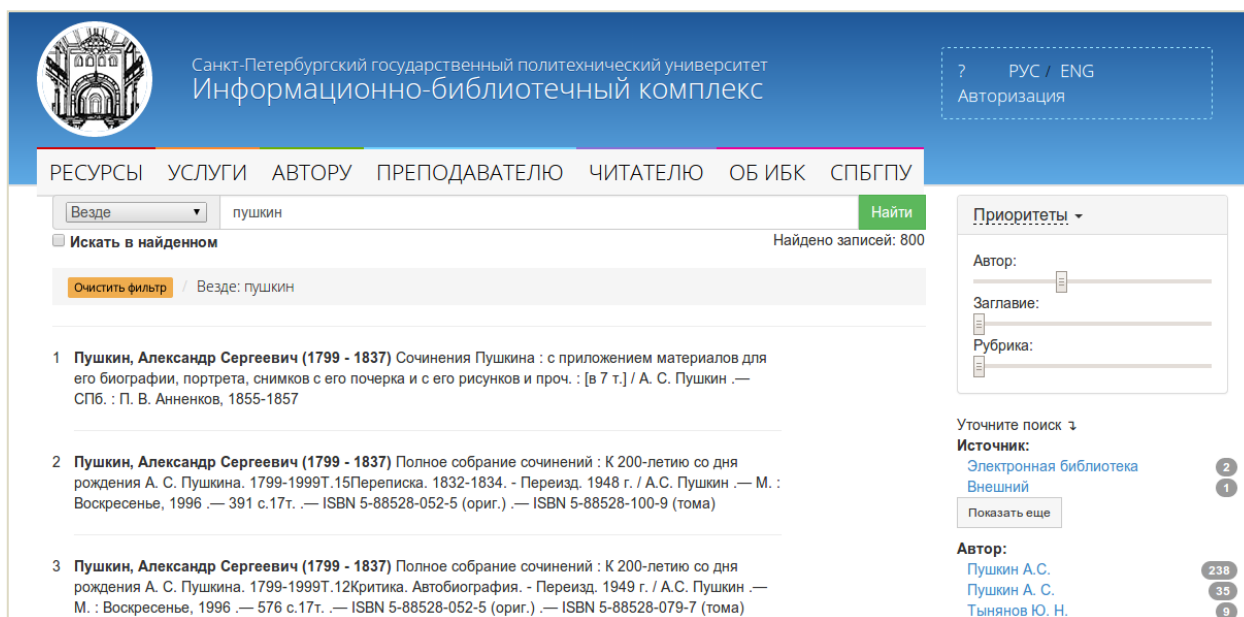 Санкт-Петербургский государственный политехнический университет
Информационно-библиотечный комплекс
? РУС / ENG
Авторизация
РЕСУРСЫ УСЛУГИ АВТОРУ ПРЕПОДАВАТЕЛЮ ЧИТАТЕЛЮ ОБ ИБК СПБГПУ
Везде пушкин Найти
Искать в найденном Найдено записей: 800
Очистить фильтр / Везде: пушкин
1 Пушкин, Александр Сергеевич (1799 - 1837) Сочинения Пушкина : с приложением материалов для
его биографии, портрета, снимков с его почерка и с его рисунков и проч. : [в 7 т.] / А. С. Пушкин .—
СПб. : П. В. Анненков, 1855-1857
2 Пушкин, Александр Сергеевич (1799 - 1837) Полное собрание сочинений : К 200-летию со дня
рождения А. С. Пушкина. 1799-1999Т.15Переписка. 1832-1834. - Переизд. 1948 г. / А.С. Пушкин .— М. :
Воскресенье, 1996 .— 391 с.17т. .— ISBN 5-88528-052-5 (ориг.) .— ISBN 5-88528-100-9 (тома)
3 Пушкин, Александр Сергеевич (1799 - 1837) Полное собрание сочинений : К 200-летию со дня
рождения А. С. Пушкина. 1799-1999Т.12Критика. Автобиография. - Переизд. 1949 г. / А.С. Пушкин .—
М. : Воскресенье, 1996 .— 576 с.17т. .— ISBN 5-88528-052-5 (ориг.) .— ISBN 5-88528-079-7 (тома)
Приоритеты
Автор:
Заглавие:
Рубрика:
Уточните поиск ↴
Источник:
Электронная библиотека 2
Внешний 1
Показать еще
Автор:
Пушкин А.С. 238
Пушкин А. С. 35
Тынянов Ю. Н. 9